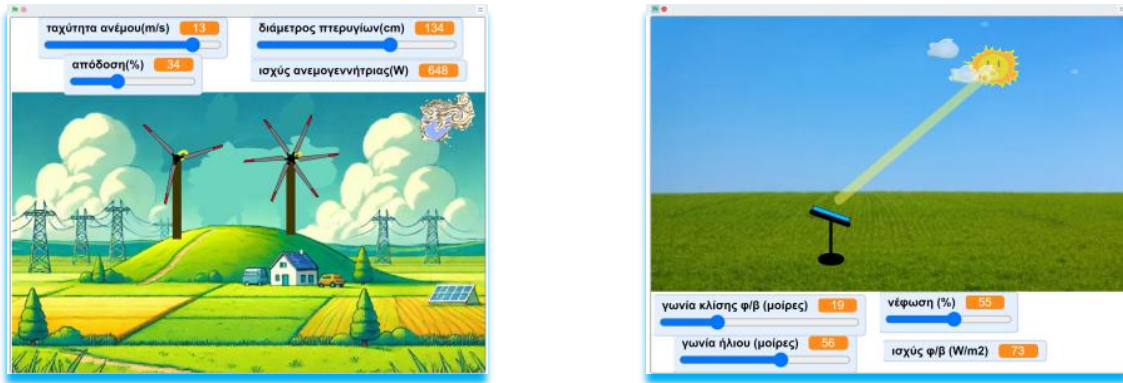 ταχύτητα ανέμου(m/s) 13
διάμετρος πτερυγίων(cm) 134
απόδοση(%) 34
ισχύς ανεμογεννήτριας(W) 648
γωνία κλίσης φ/β (μοίρες) 19
νέφωση (%) 55
γωνία ήλιου (μοίρες) 56
ισχύς φ/β (W/m2) 73